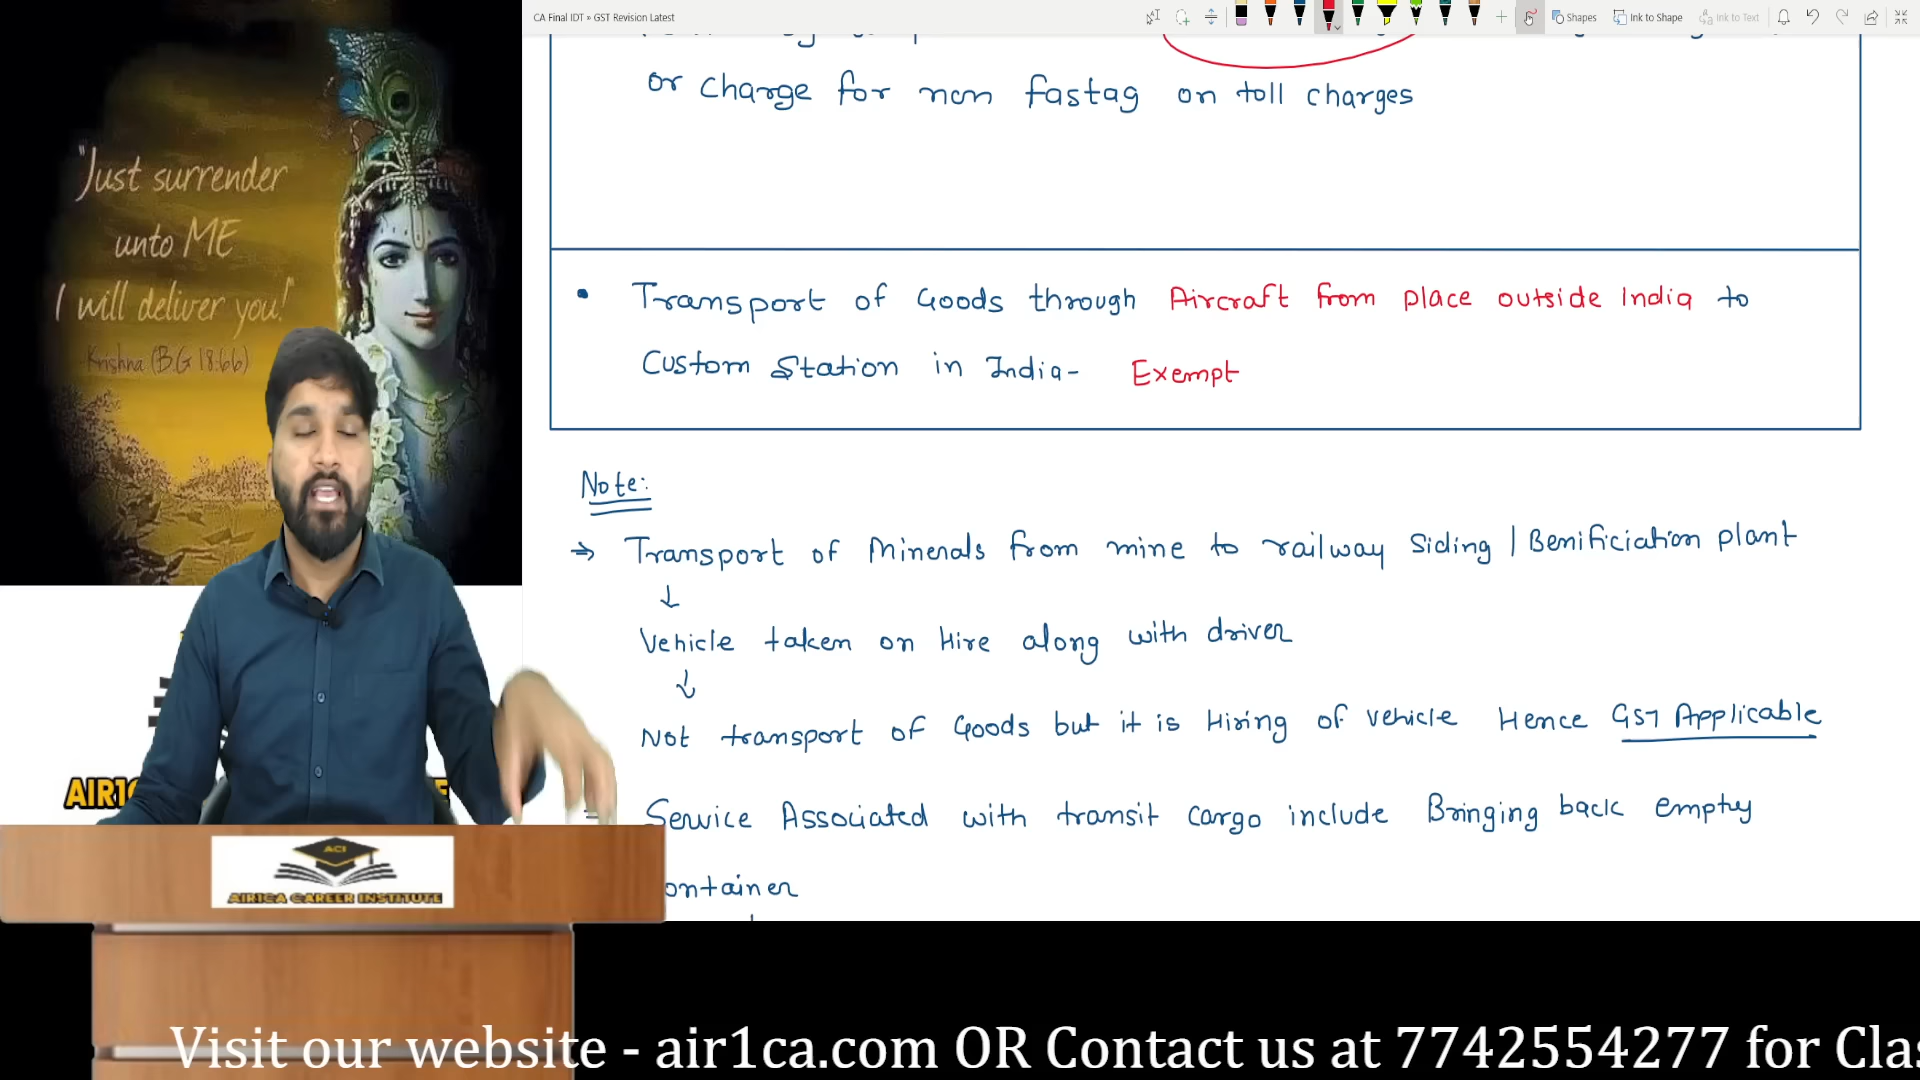 CA Final IDT » GST Revision Latest
Shapes
Ink to Shape
Ink to Text
or charge for non fastag on toll charges
"Just surrender
unto ME
I will deliver you!"
-Krishna (B.G 18.66)
• Transport of Goods through Aircraft from place outside India to
Custom Station in India- Exempt
Note:
→ Transport of Minerals from mine to railway siding | Benificiation plant
↓
Vehicle taken on Hire along with driver
↓
Not transport of Goods but it is Hiring of vehicle Hence GST Applicable
Service Associated with transit cargo include Bringing back empty
ontainer
AIR1
E
ACI
AIR1CA CAREER INSTITUTE
Visit our website - air1ca.com OR Contact us at 7742554277 for Clas